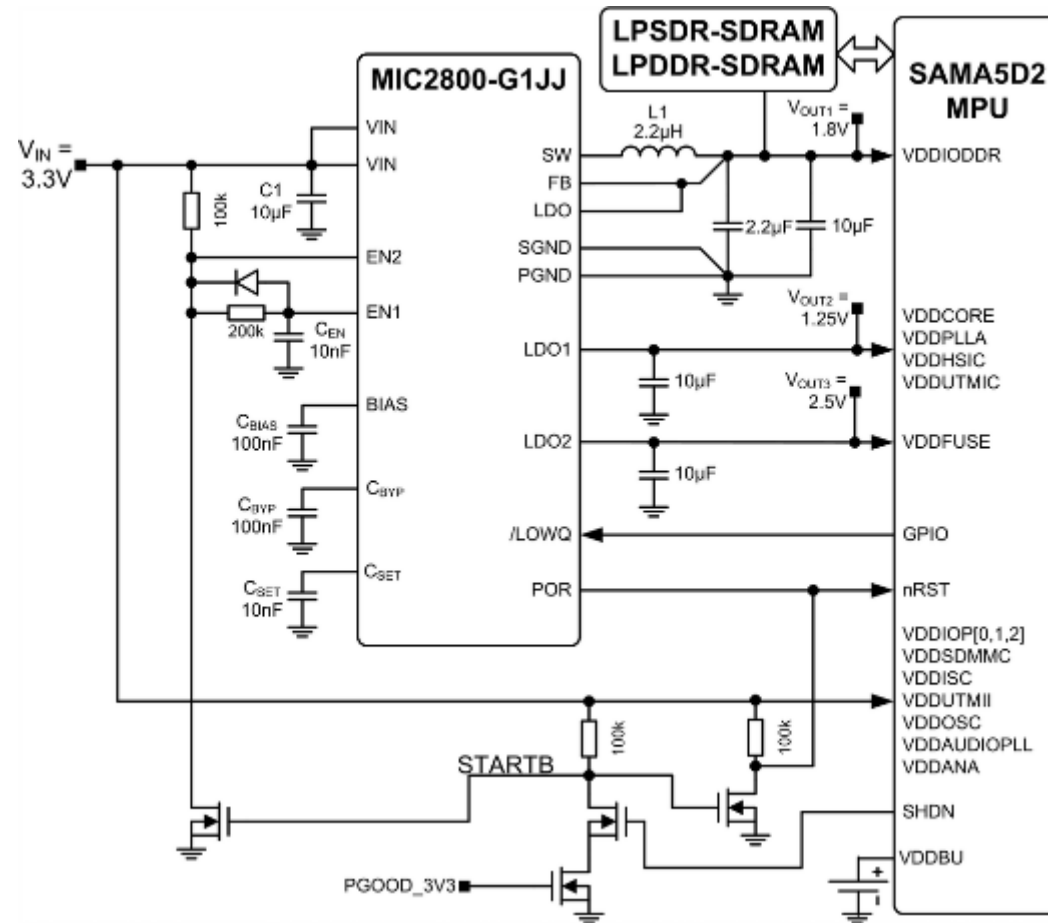 LPSDR-SDRAM
LPDDR-SDRAM
SAMA5D2
MPU
MIC2800-G1JJ
VIN =
3.3V
VIN
VIN
C1
10µF
100k
EN2
EN1
200k
CEN
10nF
BIAS
CBIAS
100nF
CBYP
CBYP
100nF
CSET
CSET
10nF
SW
FB
LDO
SGND
PGND
LDO1
LDO2
/LOWQ
POR
L1
2.2µH
2.2µF
10µF
VOUT1 =
1.8V
VOUT2 =
1.25V
10µF
VOUT3 =
2.5V
10µF
VDDIODDR
VDDCORE
VDDPLLA
VDDHSIC
VDDUTMIC
VDDFUSE
GPIO
nRST
VDDIOP[0,1,2]
VDDSDMMC
VDDISC
VDDUTMII
VDDOSC
VDDAUDIOPLL
VDDANA
SHDN
VDDBU
100k
100k
STARTB
PGOOD_3V3
+
-